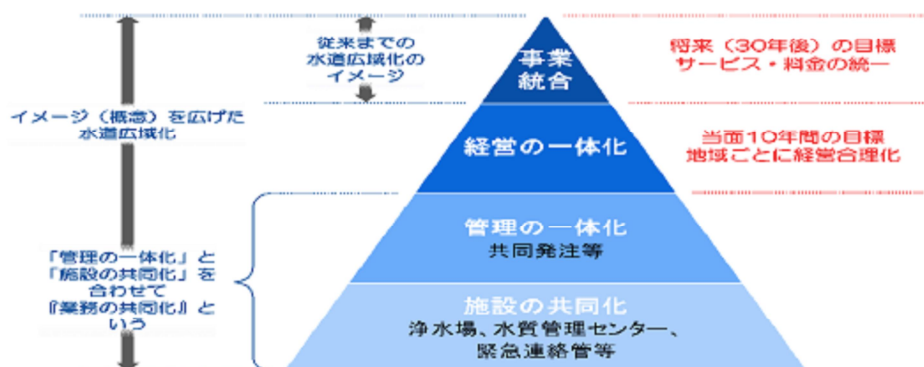 従来までの
水道広域化の
イメージ
イメージ（概念）を広げた
水道広域化
「管理の一体化」と
「施設の共同化」を
合わせて
『業務の共同化』と
いう
事業
統合
経営の一体化
管理の一体化
共同発注等
施設の共同化
浄水場、水質管理センター、
緊急連絡管等
将来（30年後）の目標
サービス・料金の統一
当面10年間の目標
地域ごとに経営合理化